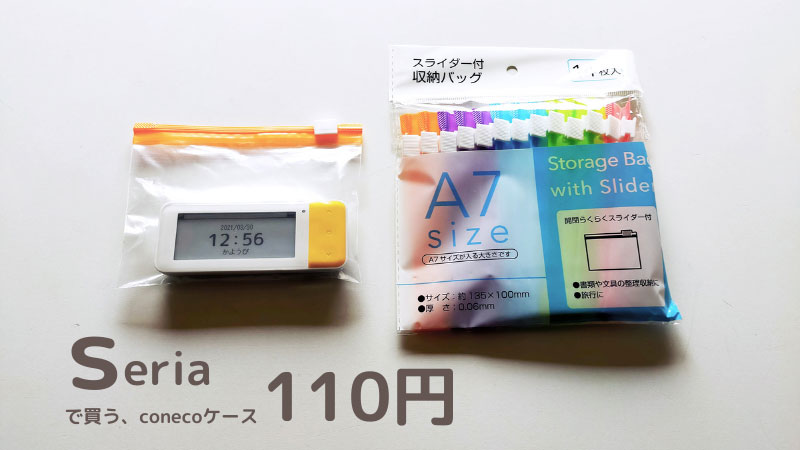 スライダー付
収納バッグ
枚入
Storage
with Slider
A7
size
A7サイズが入る大きさです
開閉らくらくスライダー付
●書類や文具の整理収納に
●旅行に
●サイズ：約135×100mm
●厚 さ：0.06mm
2021/03/30
12:56
かようび
Seria
で買う、conecoケース
110円